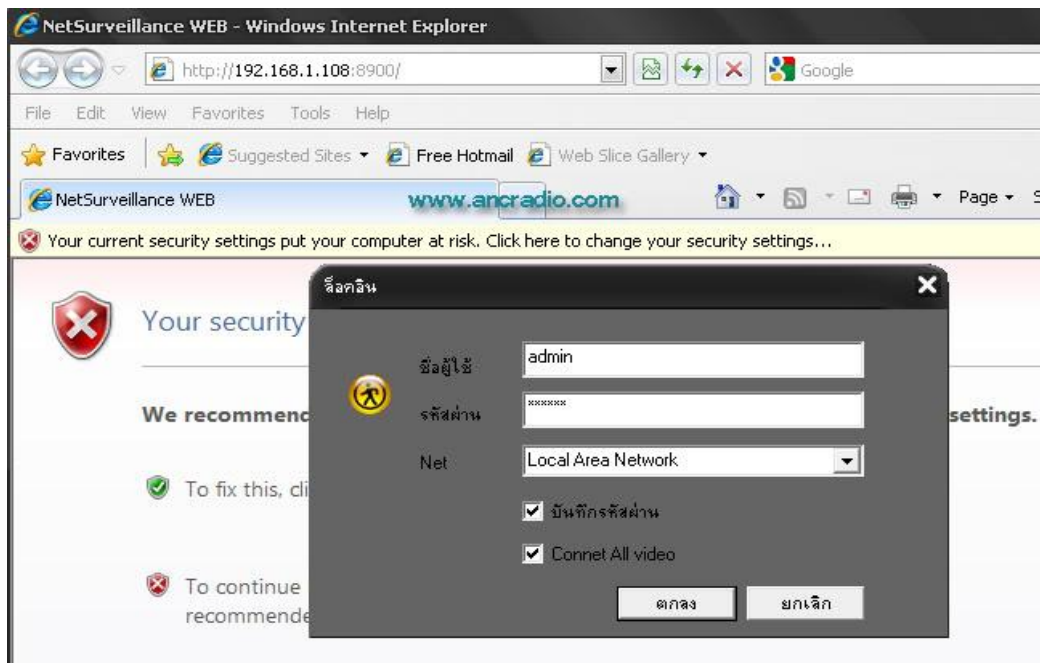 NetSurveillance WEB - Windows Internet Explorer
http://192.168.1.108:8900/
Google
File Edit View Favorites Tools Help
Favorites Suggested Sites Free Hotmail Web Slice Gallery
NetSurveillance WEB www.ancradio.com Page
Your current security settings put your computer at risk. Click here to change your security settings...
ล็อคอิน
Your security
ชื่อผู้ใช้ admin
รหัสผ่าน ××××××
We recommend settings.
Net Local Area Network
To fix this, cli
บันทึกรหัสผ่าน
Connet All video
To continue
recommende
ตกลง ยกเลิก